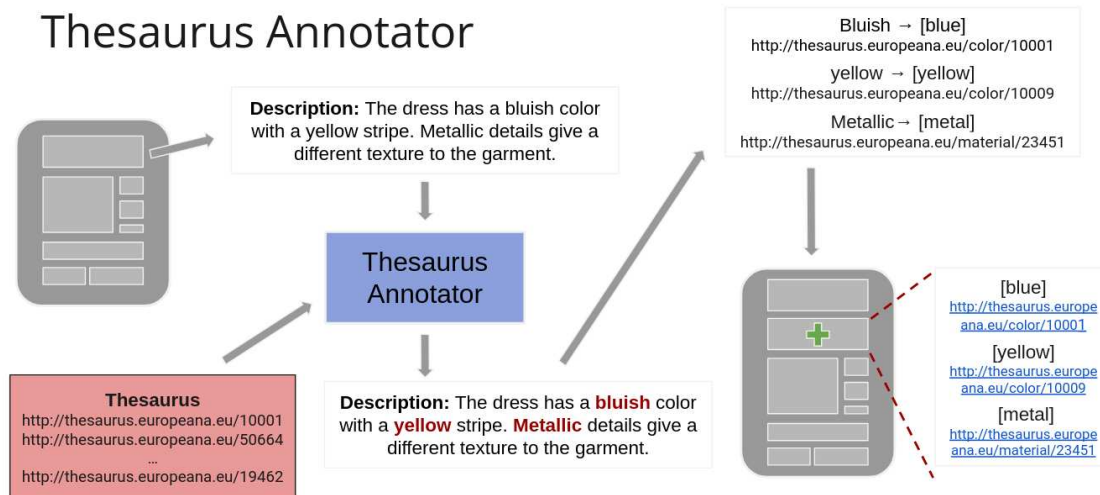 Thesaurus Annotator
Description: The dress has a bluish color
with a yellow stripe. Metallic details give a
different texture to the garment.
Thesaurus
Annotator
Thesaurus
http://thesaurus.europeana.eu/10001
http://thesaurus.europeana.eu/50664
...
http://thesaurus.europeana.eu/19462
Description: The dress has a bluish color
with a yellow stripe. Metallic details give a
different texture to the garment.
Bluish → [blue]
http://thesaurus.europeana.eu/color/10001
yellow → [yellow]
http://thesaurus.europeana.eu/color/10009
Metallic→ [metal]
http://thesaurus.europeana.eu/material/23451
[blue]
http://thesaurus.europe
ana.eu/color/10001
[yellow]
http://thesaurus.europe
ana.eu/color/10009
[metal]
http://thesaurus.europe
ana.eu/material/23451